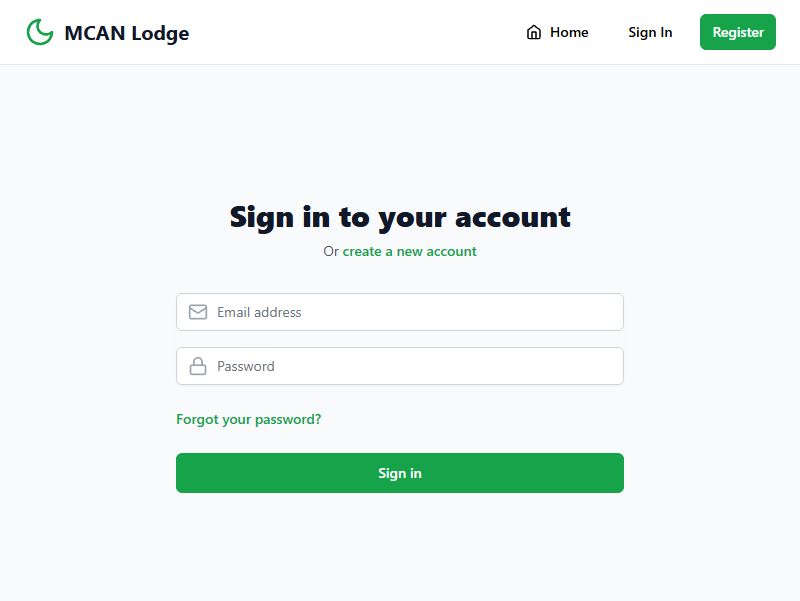 MCAN Lodge
Home
Sign In
Register
Sign in to your account
Or create a new account
Email address
Password
Forgot your password?
Sign in